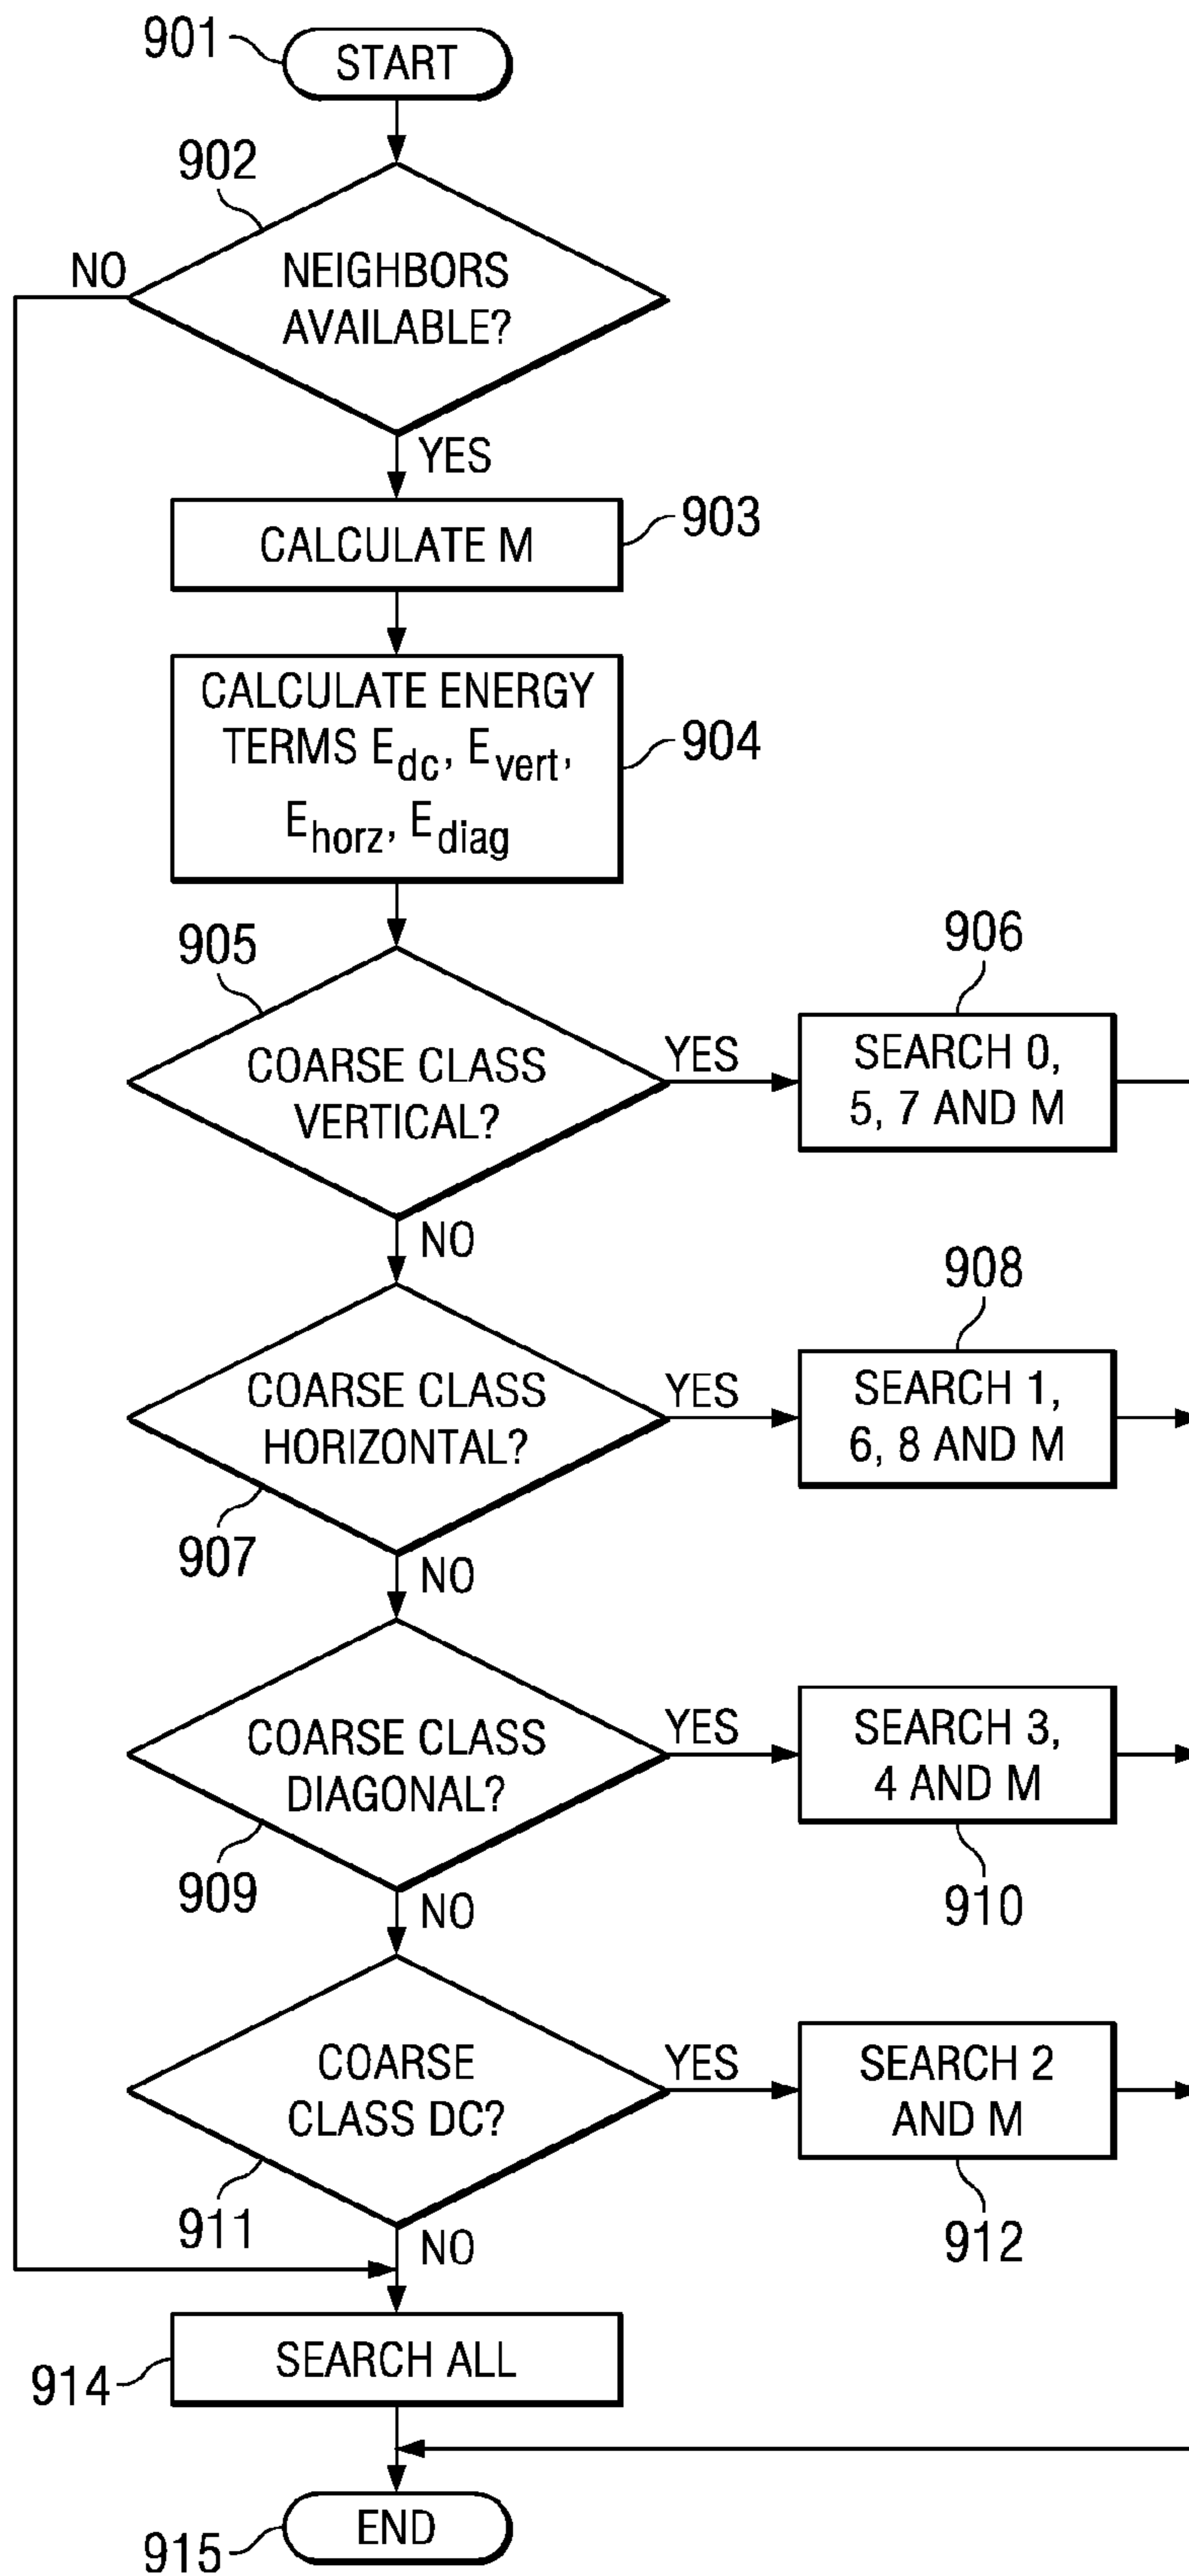 901
START
902
NO
NEIGHBORS
AVAILABLE?
YES
CALCULATE M
903
CALCULATE ENERGY
TERMS Edc, Evert,
Ehorz, Ediag
904
905
COARSE CLASS
VERTICAL?
YES
906
SEARCH 0,
5, 7 AND M
NO
COARSE CLASS
HORIZONTAL?
907
YES
908
SEARCH 1,
6, 8 AND M
NO
COARSE CLASS
DIAGONAL?
909
YES
SEARCH 3,
4 AND M
910
NO
COARSE
CLASS DC?
911
YES
SEARCH 2
AND M
912
NO
SEARCH ALL
914
END
915